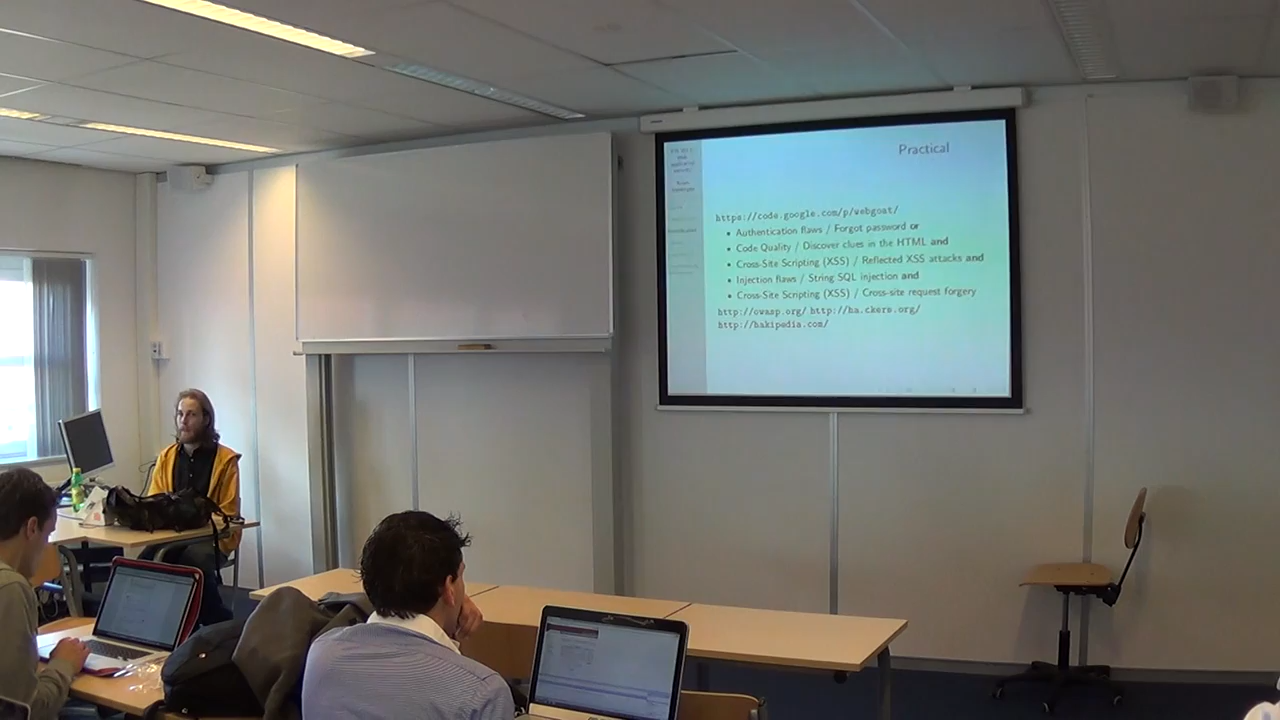 Practical
https://code.google.com/p/webgoat/
Authentication flaws / Forgot password or
Code Quality / Discover clues in the HTML and
Cross-Site Scripting (XSS) / Reflected XSS attacks and
Injection flaws / String SQL injection and
Cross-Site Scripting (XSS) / Cross-site request forgery
http://owasp.org/ http://ha.ckers.org/
http://hakipedia.com/